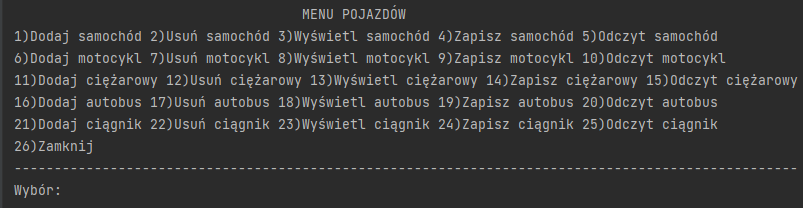 MENU POJAZDÓW
1)Dodaj samochód 2)Usuń samochód 3)Wyświetl samochód 4)Zapisz samochód 5)Odczyt samochód
6)Dodaj motocykl 7)Usuń motocykl 8)Wyświetl motocykl 9)Zapisz motocykl 10)Odczyt motocykl
11)Dodaj ciężarowy 12)Usuń ciężarowy 13)Wyświetl ciężarowy 14)Zapisz ciężarowy 15)Odczyt ciężarowy
16)Dodaj autobus 17)Usuń autobus 18)Wyświetl autobus 19)Zapisz autobus 20)Odczyt autobus
21)Dodaj ciągnik 22)Usuń ciągnik 23)Wyświetl ciągnik 24)Zapisz ciągnik 25)Odczyt ciągnik
26)Zamknij
--------------------------------------------------------------------------------------------------
Wybór: